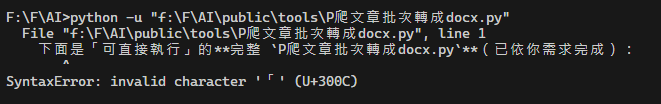 F:\F\AI>python -u "f:\F\AI\public\tools\P爬文章批次轉成docx.py"
  File "f:\F\AI\public\tools\P爬文章批次轉成docx.py", line 1
    下面是「可直接執行」的**完整 `P爬文章批次轉成docx.py`**（已依你需求完成）：
       ^
SyntaxError: invalid character '「' (U+300C)